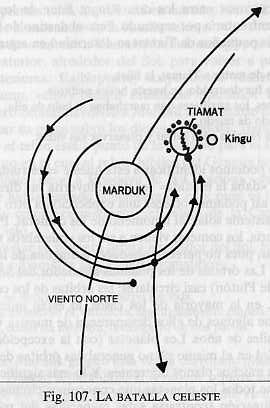 TIAMAT
Kingu
MARDUK
VIENTO NORTE
Fig. 107. LA BATALLA CELESTE